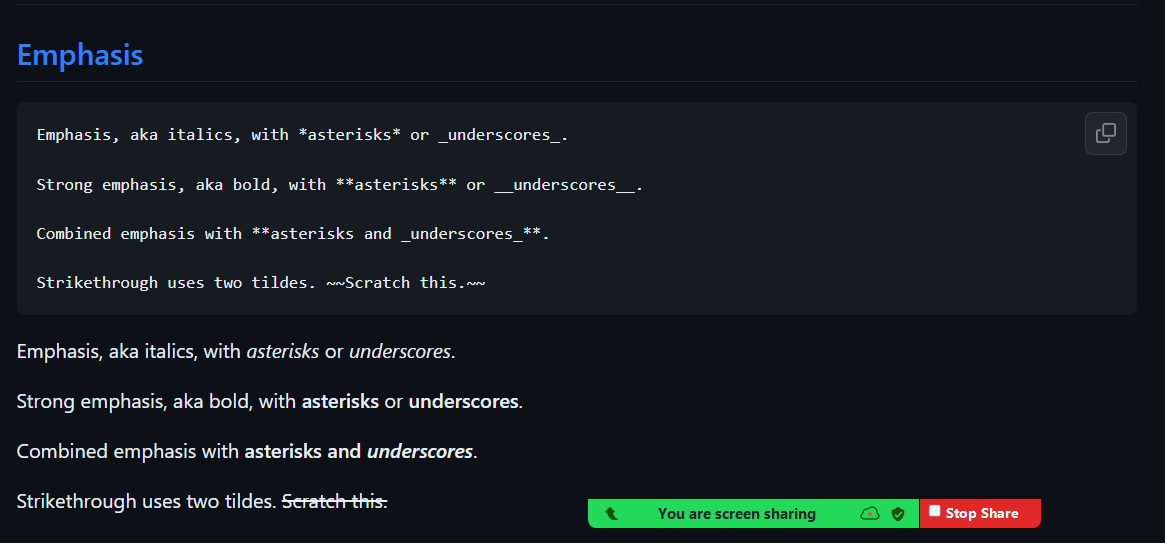 Emphasis
Emphasis, aka italics, with *asterisks* or _underscores_.
Strong emphasis, aka bold, with **asterisks** or __underscores__.
Combined emphasis with **asterisks and _underscores_**.
Strikethrough uses two tildes. ~~Scratch this.~~
Emphasis, aka italics, with asterisks or underscores.
Strong emphasis, aka bold, with asterisks or underscores.
Combined emphasis with asterisks and underscores.
Strikethrough uses two tildes. Scratch this.
You are screen sharing Stop Share